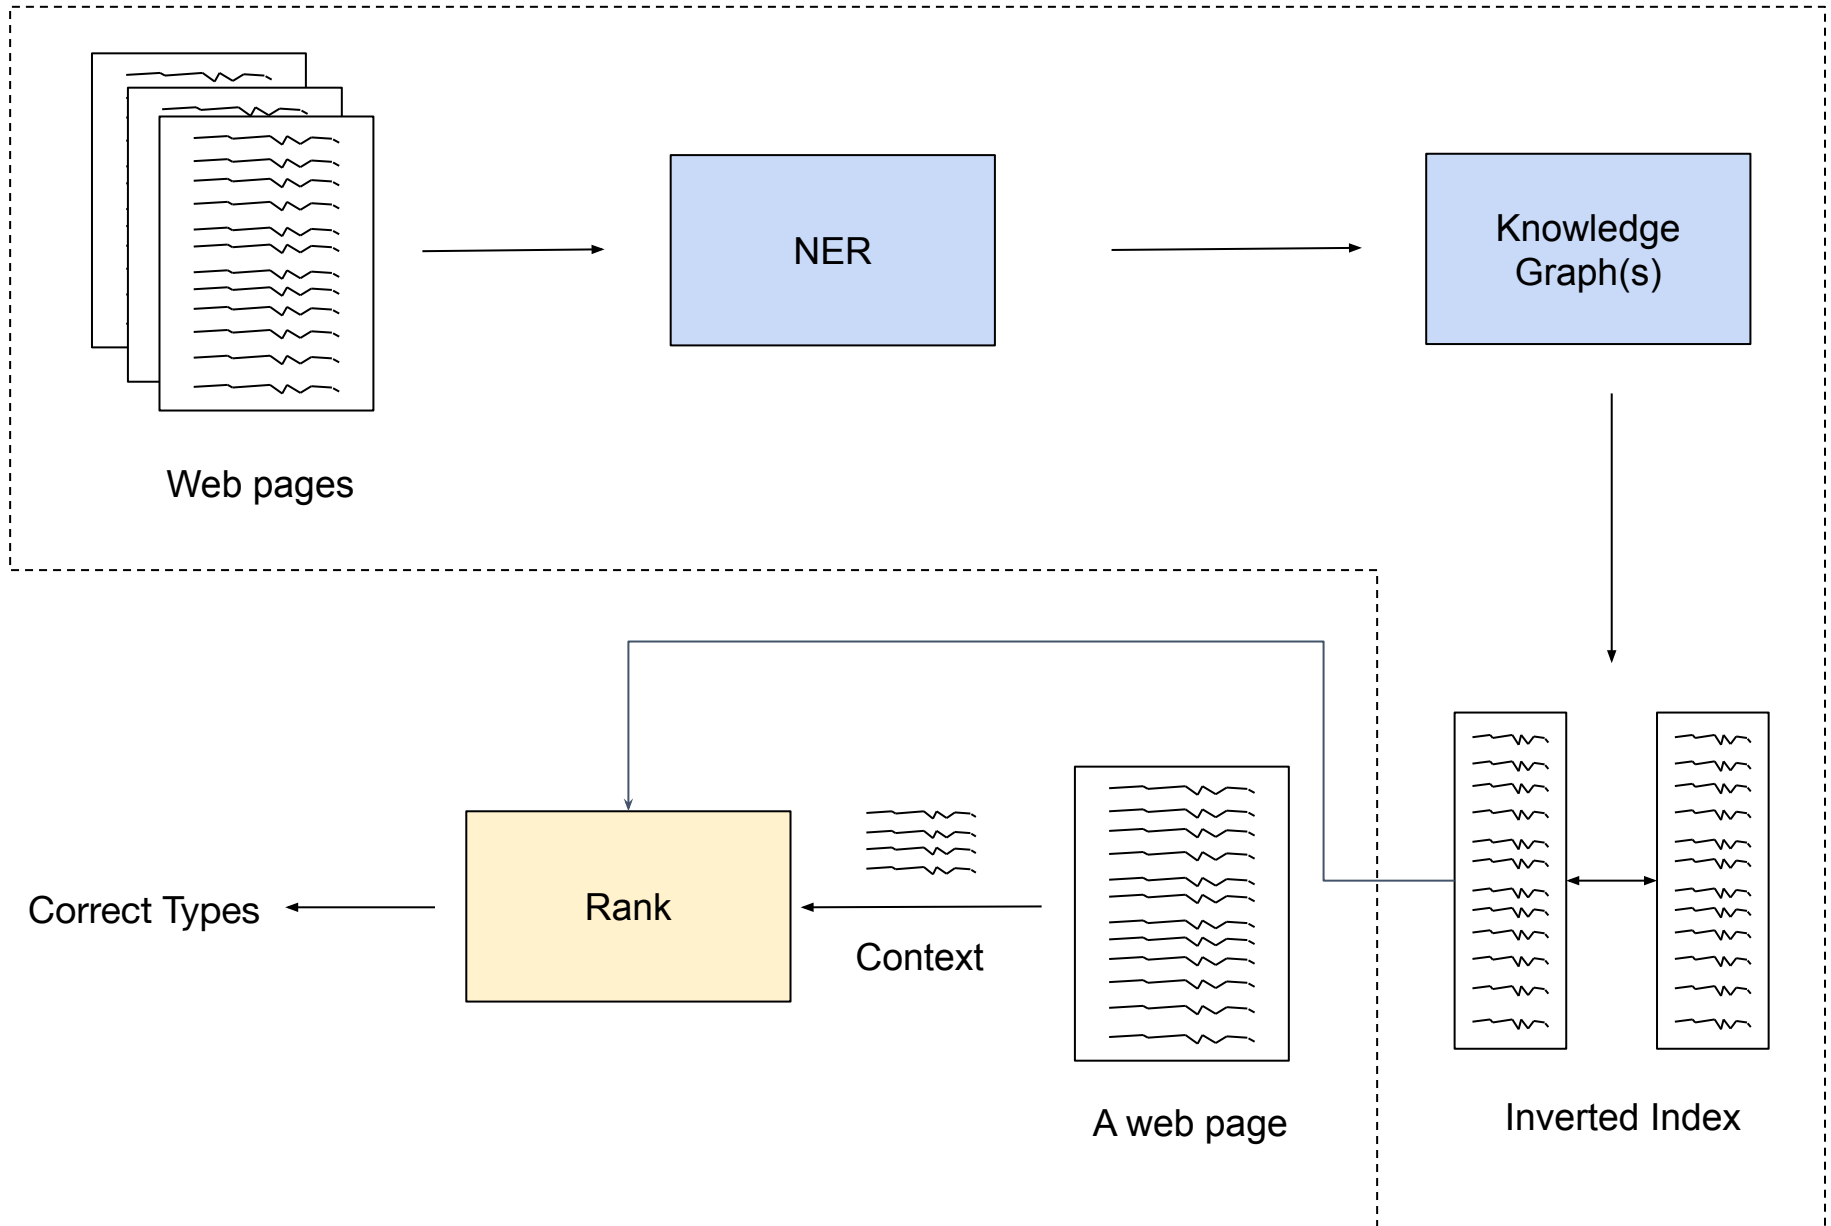 NER
Knowledge
Graph(s)
Web pages
Rank
Correct Types
Context
A web page
Inverted Index